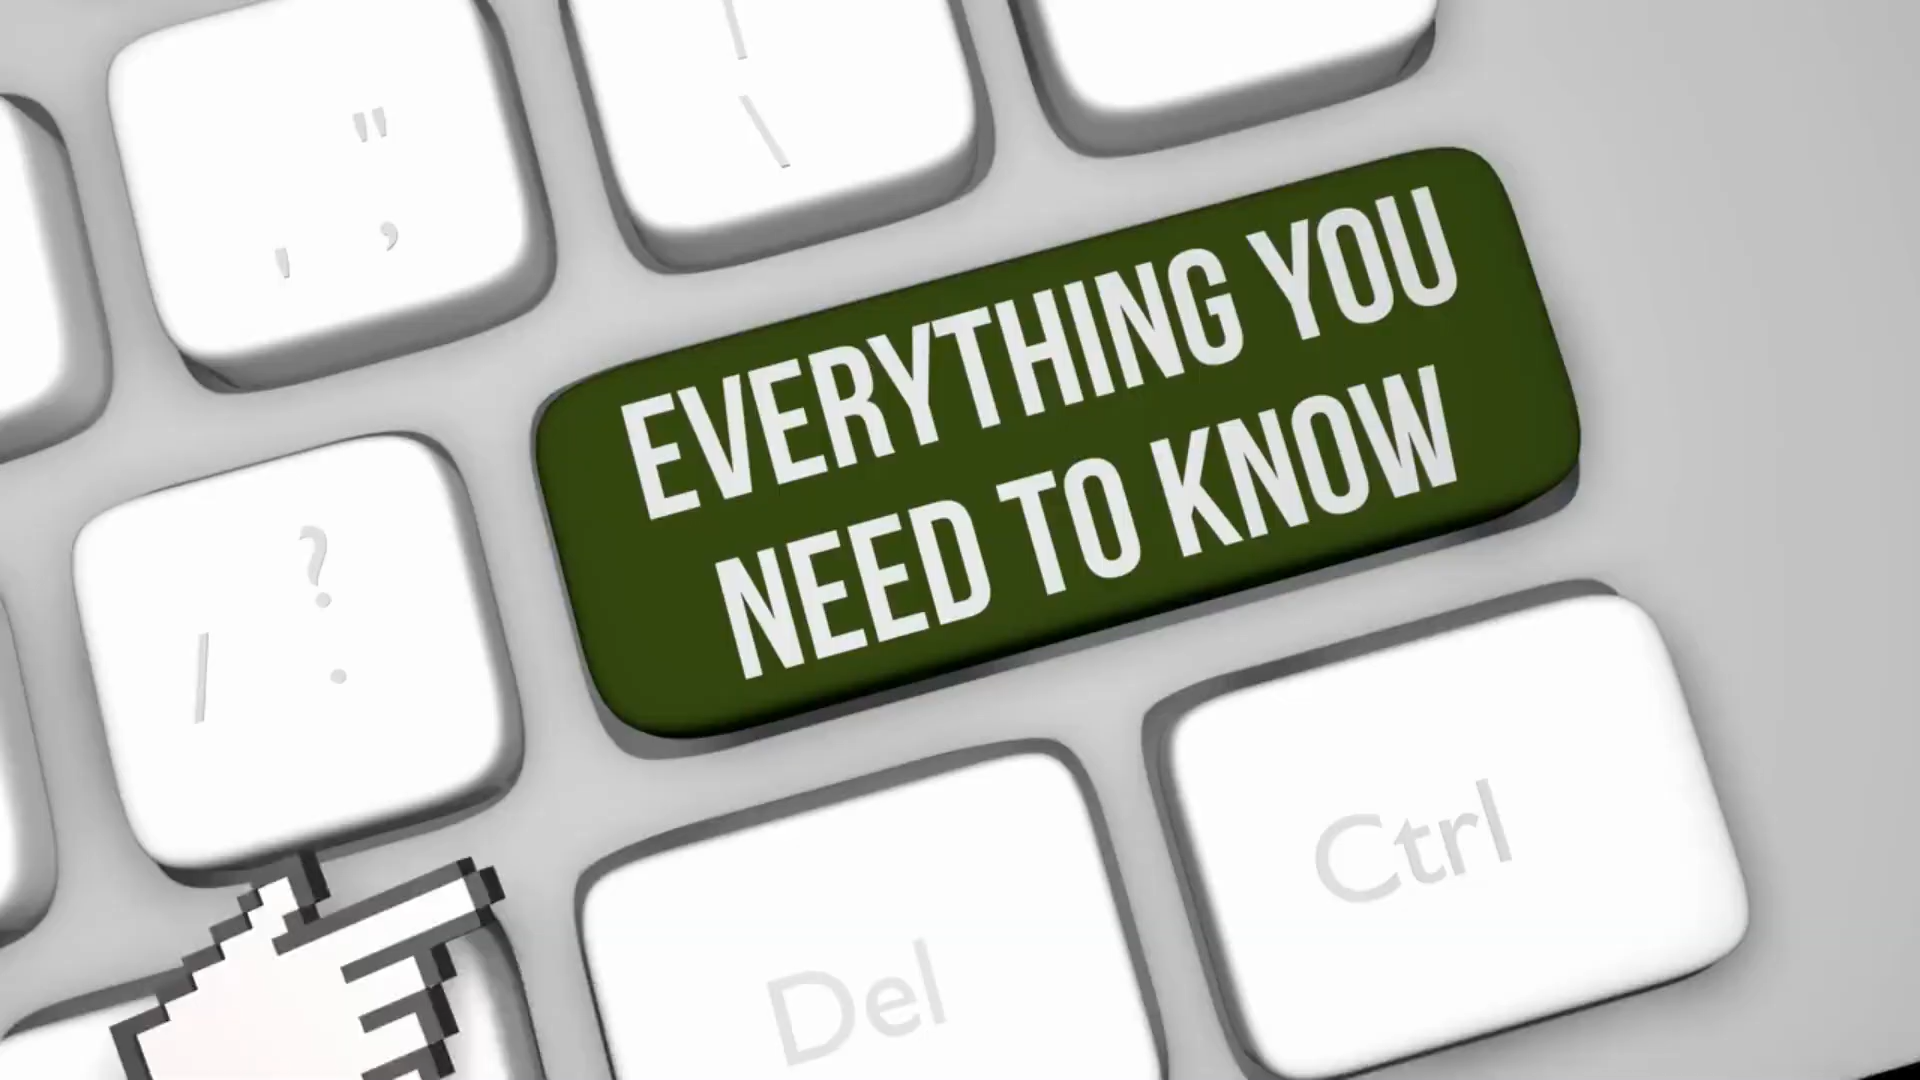 "
' ,
|
\
EVERYTHING YOU
NEED TO KNOW
?
/ .
Del
Ctrl